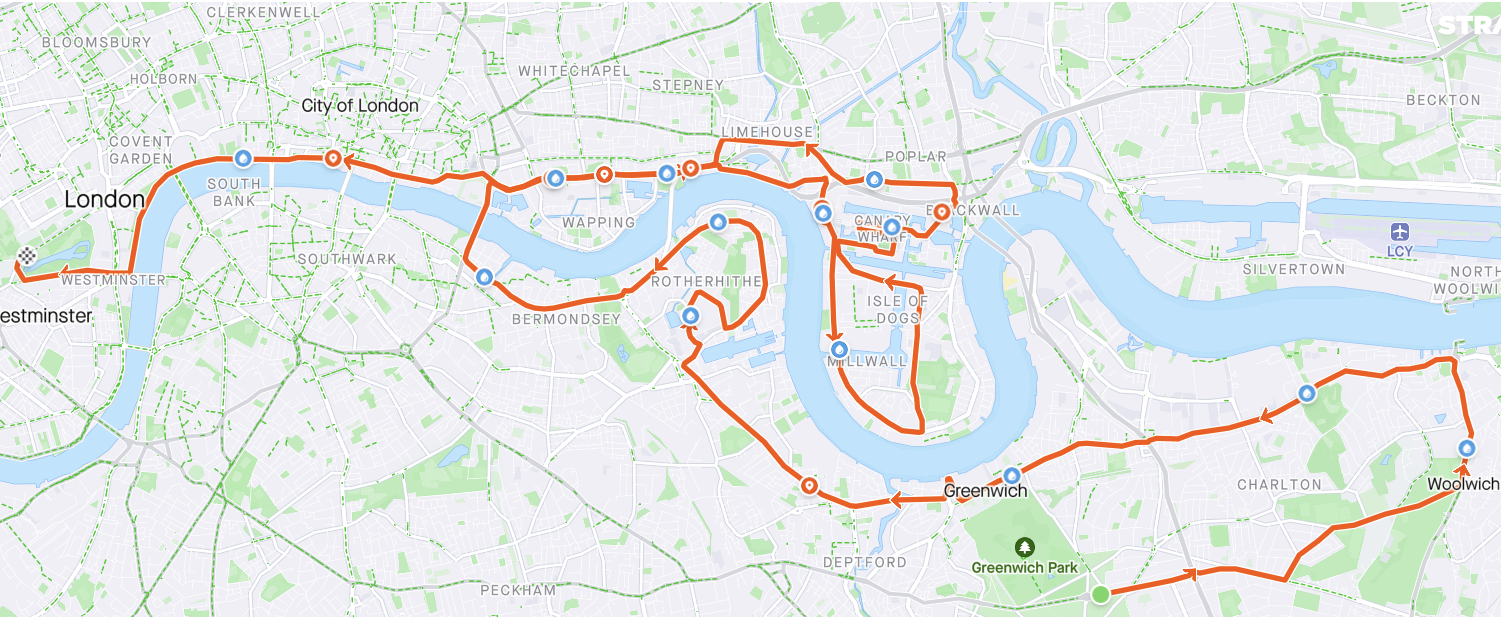 CLERKENWELL
STRA
BLOOMSBURY
WHITECHAPEL
HOLBORN
STEPNEY
BECKTON
City of London
LIMEHOUSE
COVENT
GARDEN
POPLAR
SOUTH
BANK
London
WAPPING
CANARY
WHARF
LCY
SOUTHWARK
SILVERTOWN
WESTMINSTER
ROTHERHITHE
NORTH
WOOLWI
ISLE OF
DOGS
estminster
BERMONDSEY
MILLWALL
Greenwich
CHARLTON
Woolwich
DEPTFORD
Greenwich Park
PECKHAM